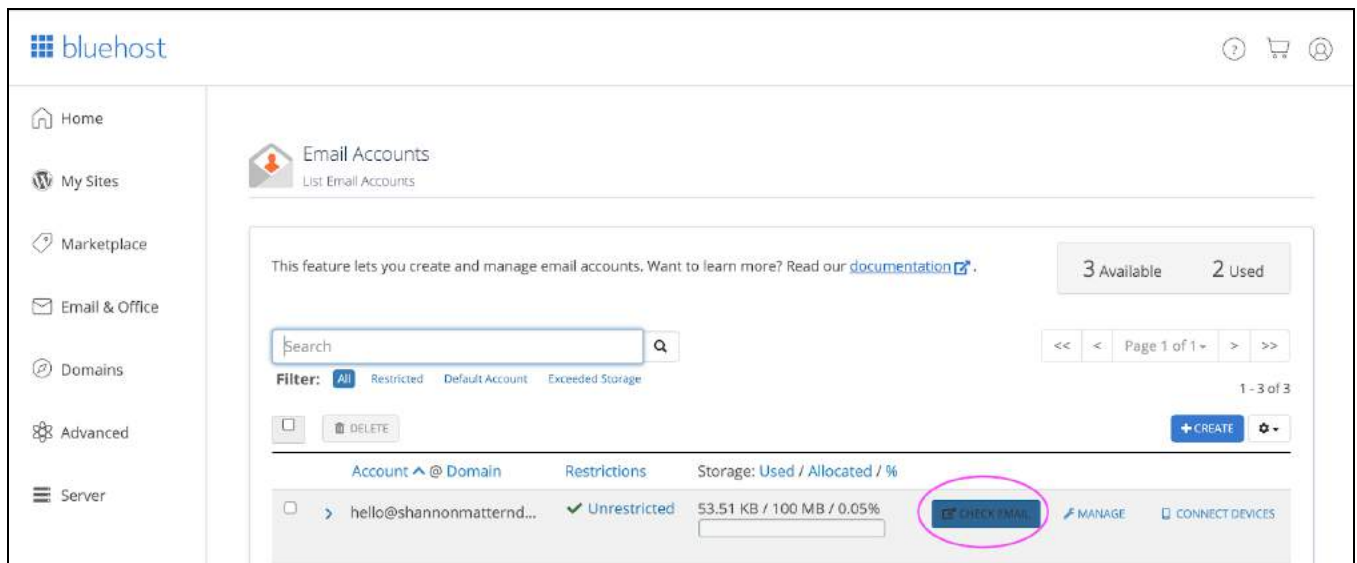 bluehost
Home
My Sites
Marketplace
Email & Office
Domains
Advanced
Server
Email Accounts
List Email Accounts
This feature lets you create and manage email accounts. Want to learn more? Read our documentation.
3 Available 2 Used
Search
<< < Page 1 of 1 > >>
Filter: All Restricted Default Account Exceeded Storage
1 - 3 of 3
DELETE
+ CREATE
Account @ Domain Restrictions Storage: Used / Allocated / %
hello@shannonmatternd... Unrestricted 53.51 KB / 100 MB / 0.05% CHECK EMAIL MANAGE CONNECT DEVICES